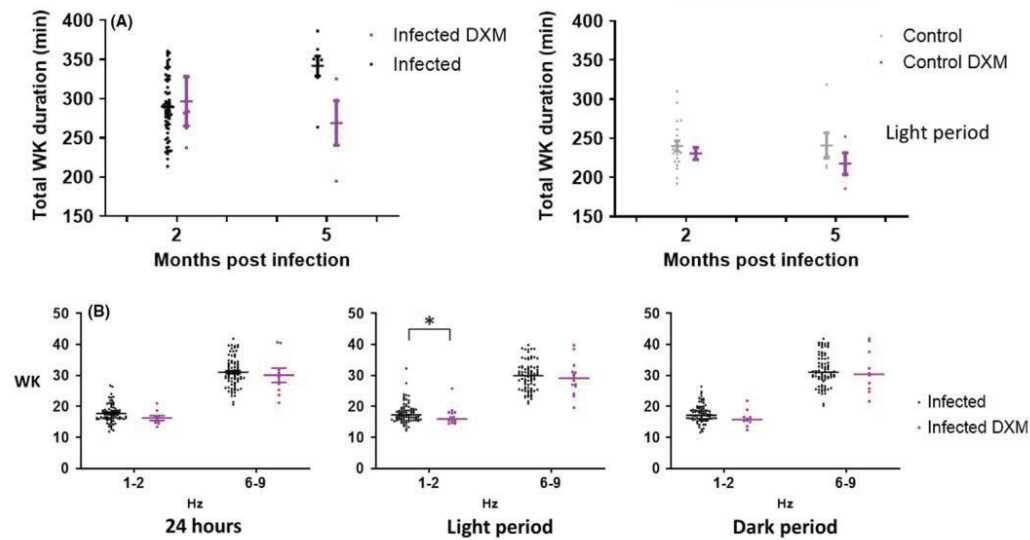 (A)
Total WK duration (min)
400
350
300
250
200
150
2
5
Months post infection
Infected DXM
Infected
Total WK duration (min)
400
350
300
250
200
150
2
5
Months post infection
Control
Control DXM
Light period
(B)
WK
50
40
30
20
10
0
1-2
6-9
Hz
24 hours
50
40
30
20
10
0
*
1-2
6-9
Hz
Light period
50
40
30
20
10
0
1-2
6-9
Hz
Dark period
Infected
Infected DXM